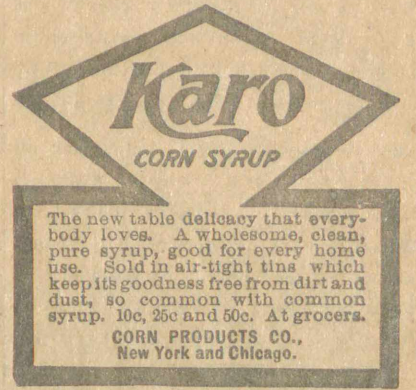 Karo
CORN SYRUP
The new table delicacy that every-
body loves. A wholesome, clean,
pure syrup, good for every home
use. Sold in air-tight tins which
keep its goodness free from dirt and
dust, so common with common
syrup. 10c, 25c and 50c. At grocers.
CORN PRODUCTS CO.,
New York and Chicago.